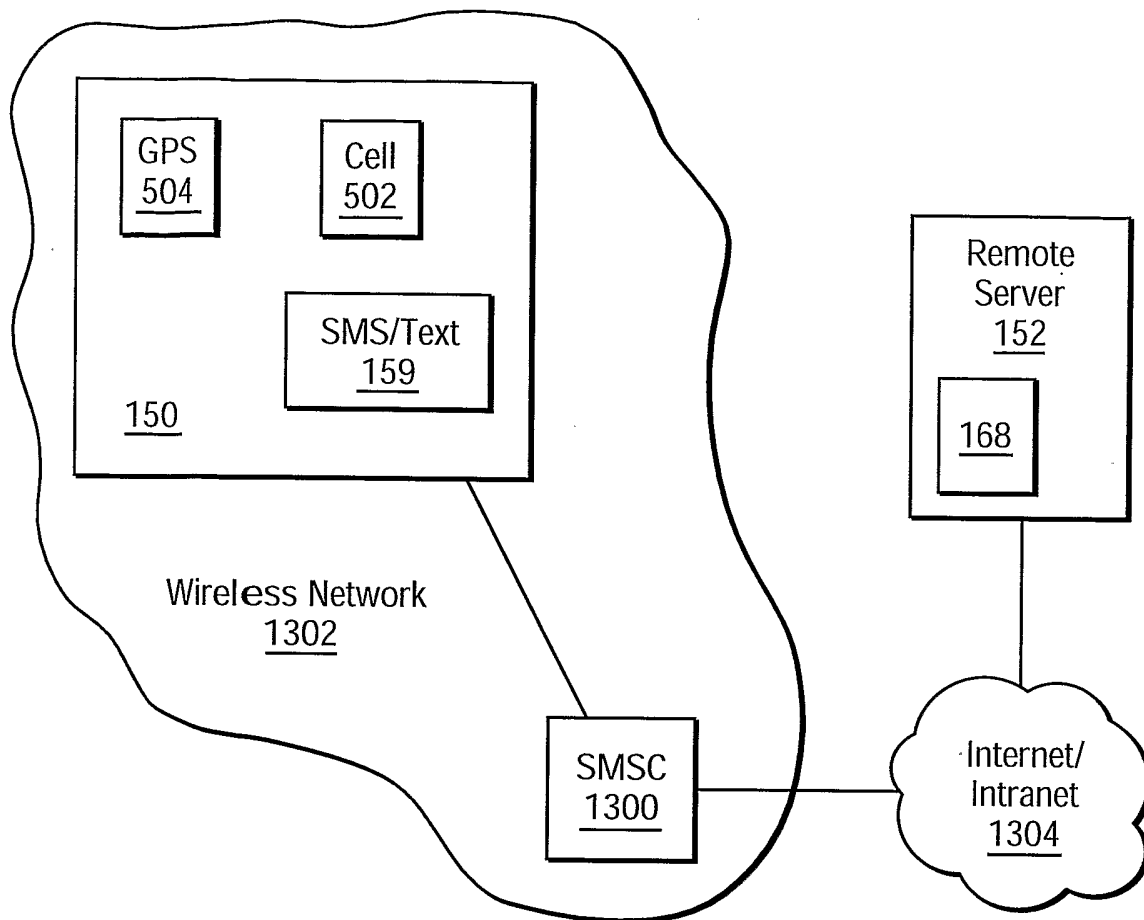 GPS
504
Cell
502
SMS/Text
159
150
Remote
Server
152
168
Wireless Network
1302
SMSC
1300
Internet/
Intranet
1304